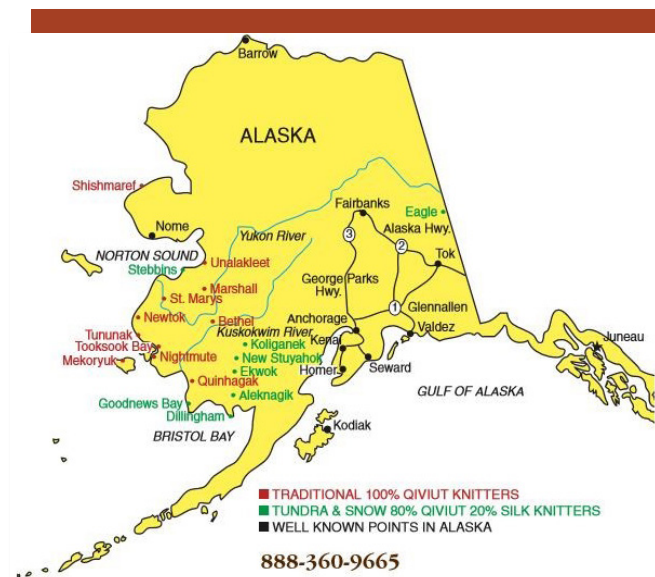 Barrow
ALASKA
Shishmaref
Fairbanks
Eagle
Nome
Alaska Hwy.
3
2
Yukon River
NORTON SOUND
Tok
Unalakleet
Stebbins
George Parks
Hwy.
Marshall
St. Marys
1
Glennallen
Newtok
Bethel
Anchorage
Valdez
Kuskokwim River
Tununak
Kenai
Juneau
Tooksook Bay
Koliganek
Nightmute
New Stuyahok
Mekoryuk
Ekwok
Homer
Seward
Quinhagak
GULF OF ALASKA
Aleknagik
Goodnews Bay
Dillingham
Kodiak
BRISTOL BAY
TRADITIONAL 100% QIVIUT KNITTERS
TUNDRA & SNOW 80% QIVIUT 20% SILK KNITTERS
WELL KNOWN POINTS IN ALASKA
888-360-9665